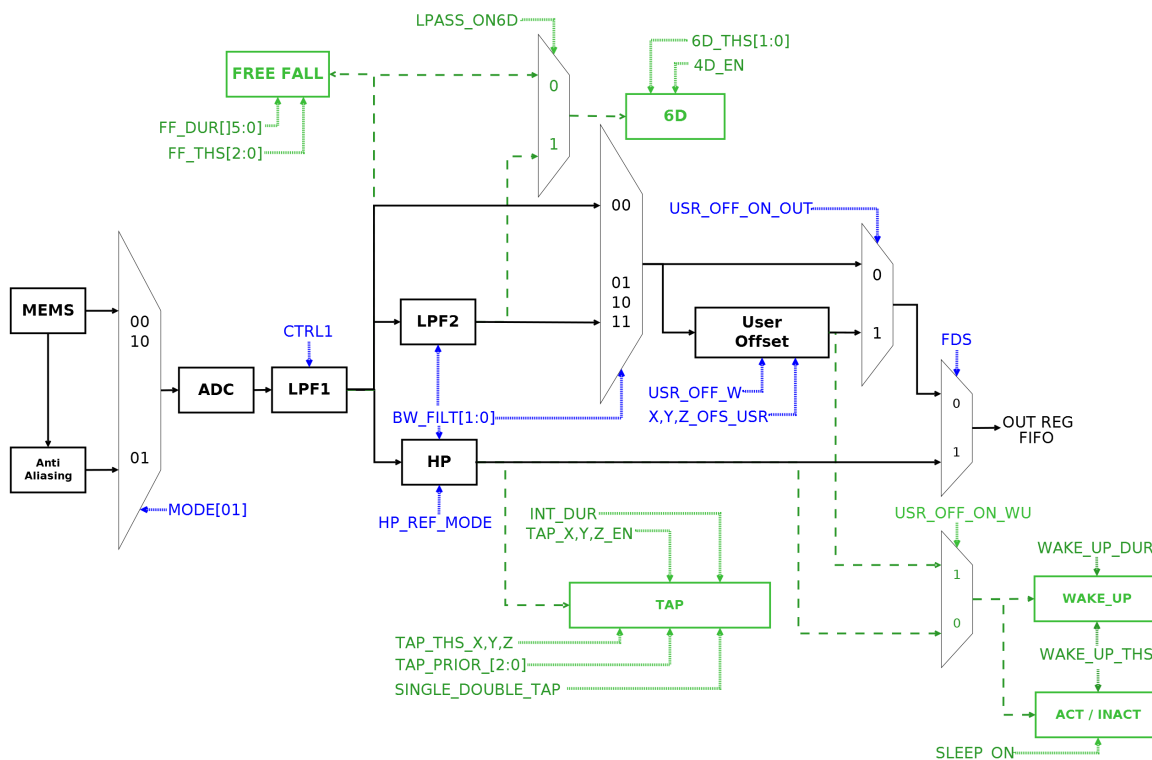 LPASS_ON6D
6D_THS[1:0]
4D_EN
FREE FALL
0
6D
FF_DUR[]5:0]
1
FF_THS[2:0]
00
USR_OFF_ON_OUT
0
01
10
11
MEMS
00
10
LPF2
User
Offset
1
CTRL1
FDS
ADC
LPF1
USR_OFF_W
0
BW_FILT[1:0]
X,Y,Z_OFS_USR
OUT REG
FIFO
1
01
HP
Anti
Aliasing
MODE[01]
HP_REF_MODE
INT_DUR
USR_OFF_ON_WU
TAP_X,Y,Z_EN
WAKE_UP_DUR
1
TAP
WAKE_UP
0
TAP_THS_X,Y,Z
WAKE_UP_THS
TAP_PRIOR_[2:0]
SINGLE_DOUBLE_TAP
ACT / INACT
SLEEP_ON